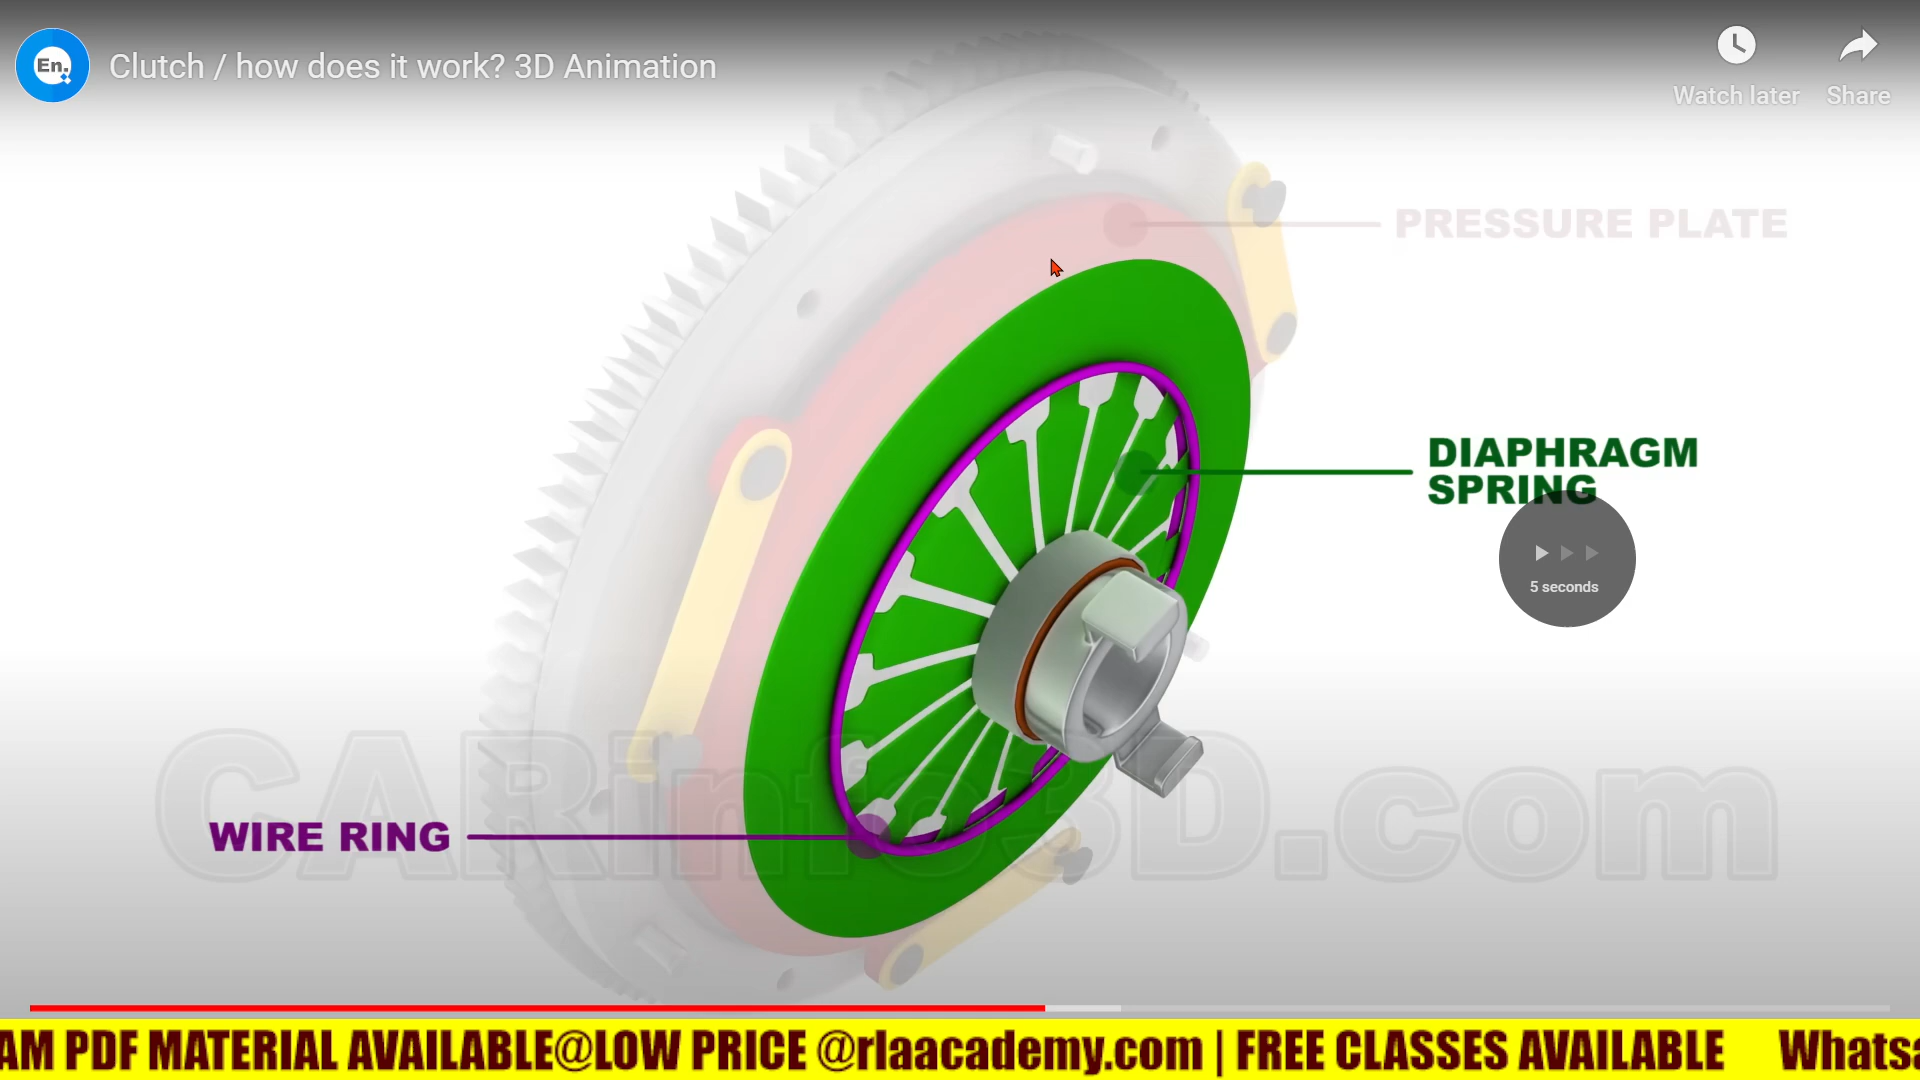 En.
Clutch / how does it work? 3D Animation
Watch later
Share
PRESSURE PLATE
DIAPHRAGM
SPRING
5 seconds
CARinfo3D.com
WIRE RING
AM PDF MATERIAL AVAILABLE@LOW PRICE @rlaacademy.com | FREE CLASSES AVAILABLE Whatsa